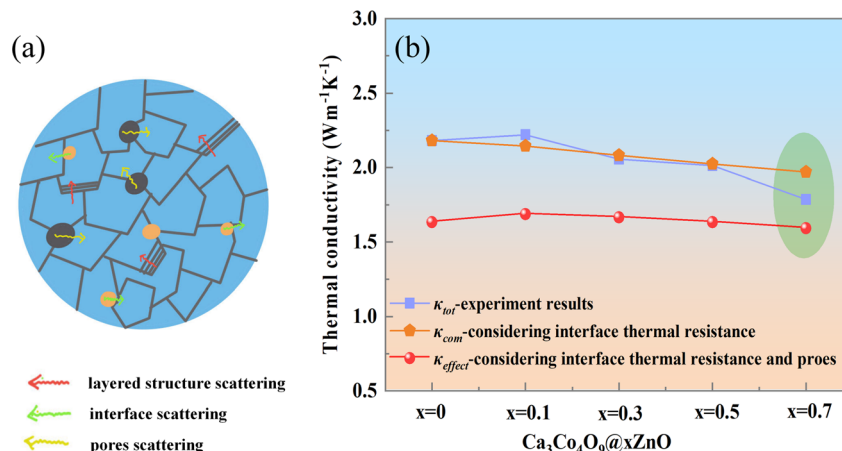 (a)
layered structure scattering
interface scattering
pores scattering
(b)
Thermal conductivity (Wm⁻¹K⁻¹)
3.0
2.5
2.0
1.5
1.0
0.5
κtot-experiment results
κcom-considering interface thermal resistance
κeffect-considering interface thermal resistance and proes
x=0
x=0.1
x=0.3
x=0.5
x=0.7
Ca₃Co₄O₉@xZnO